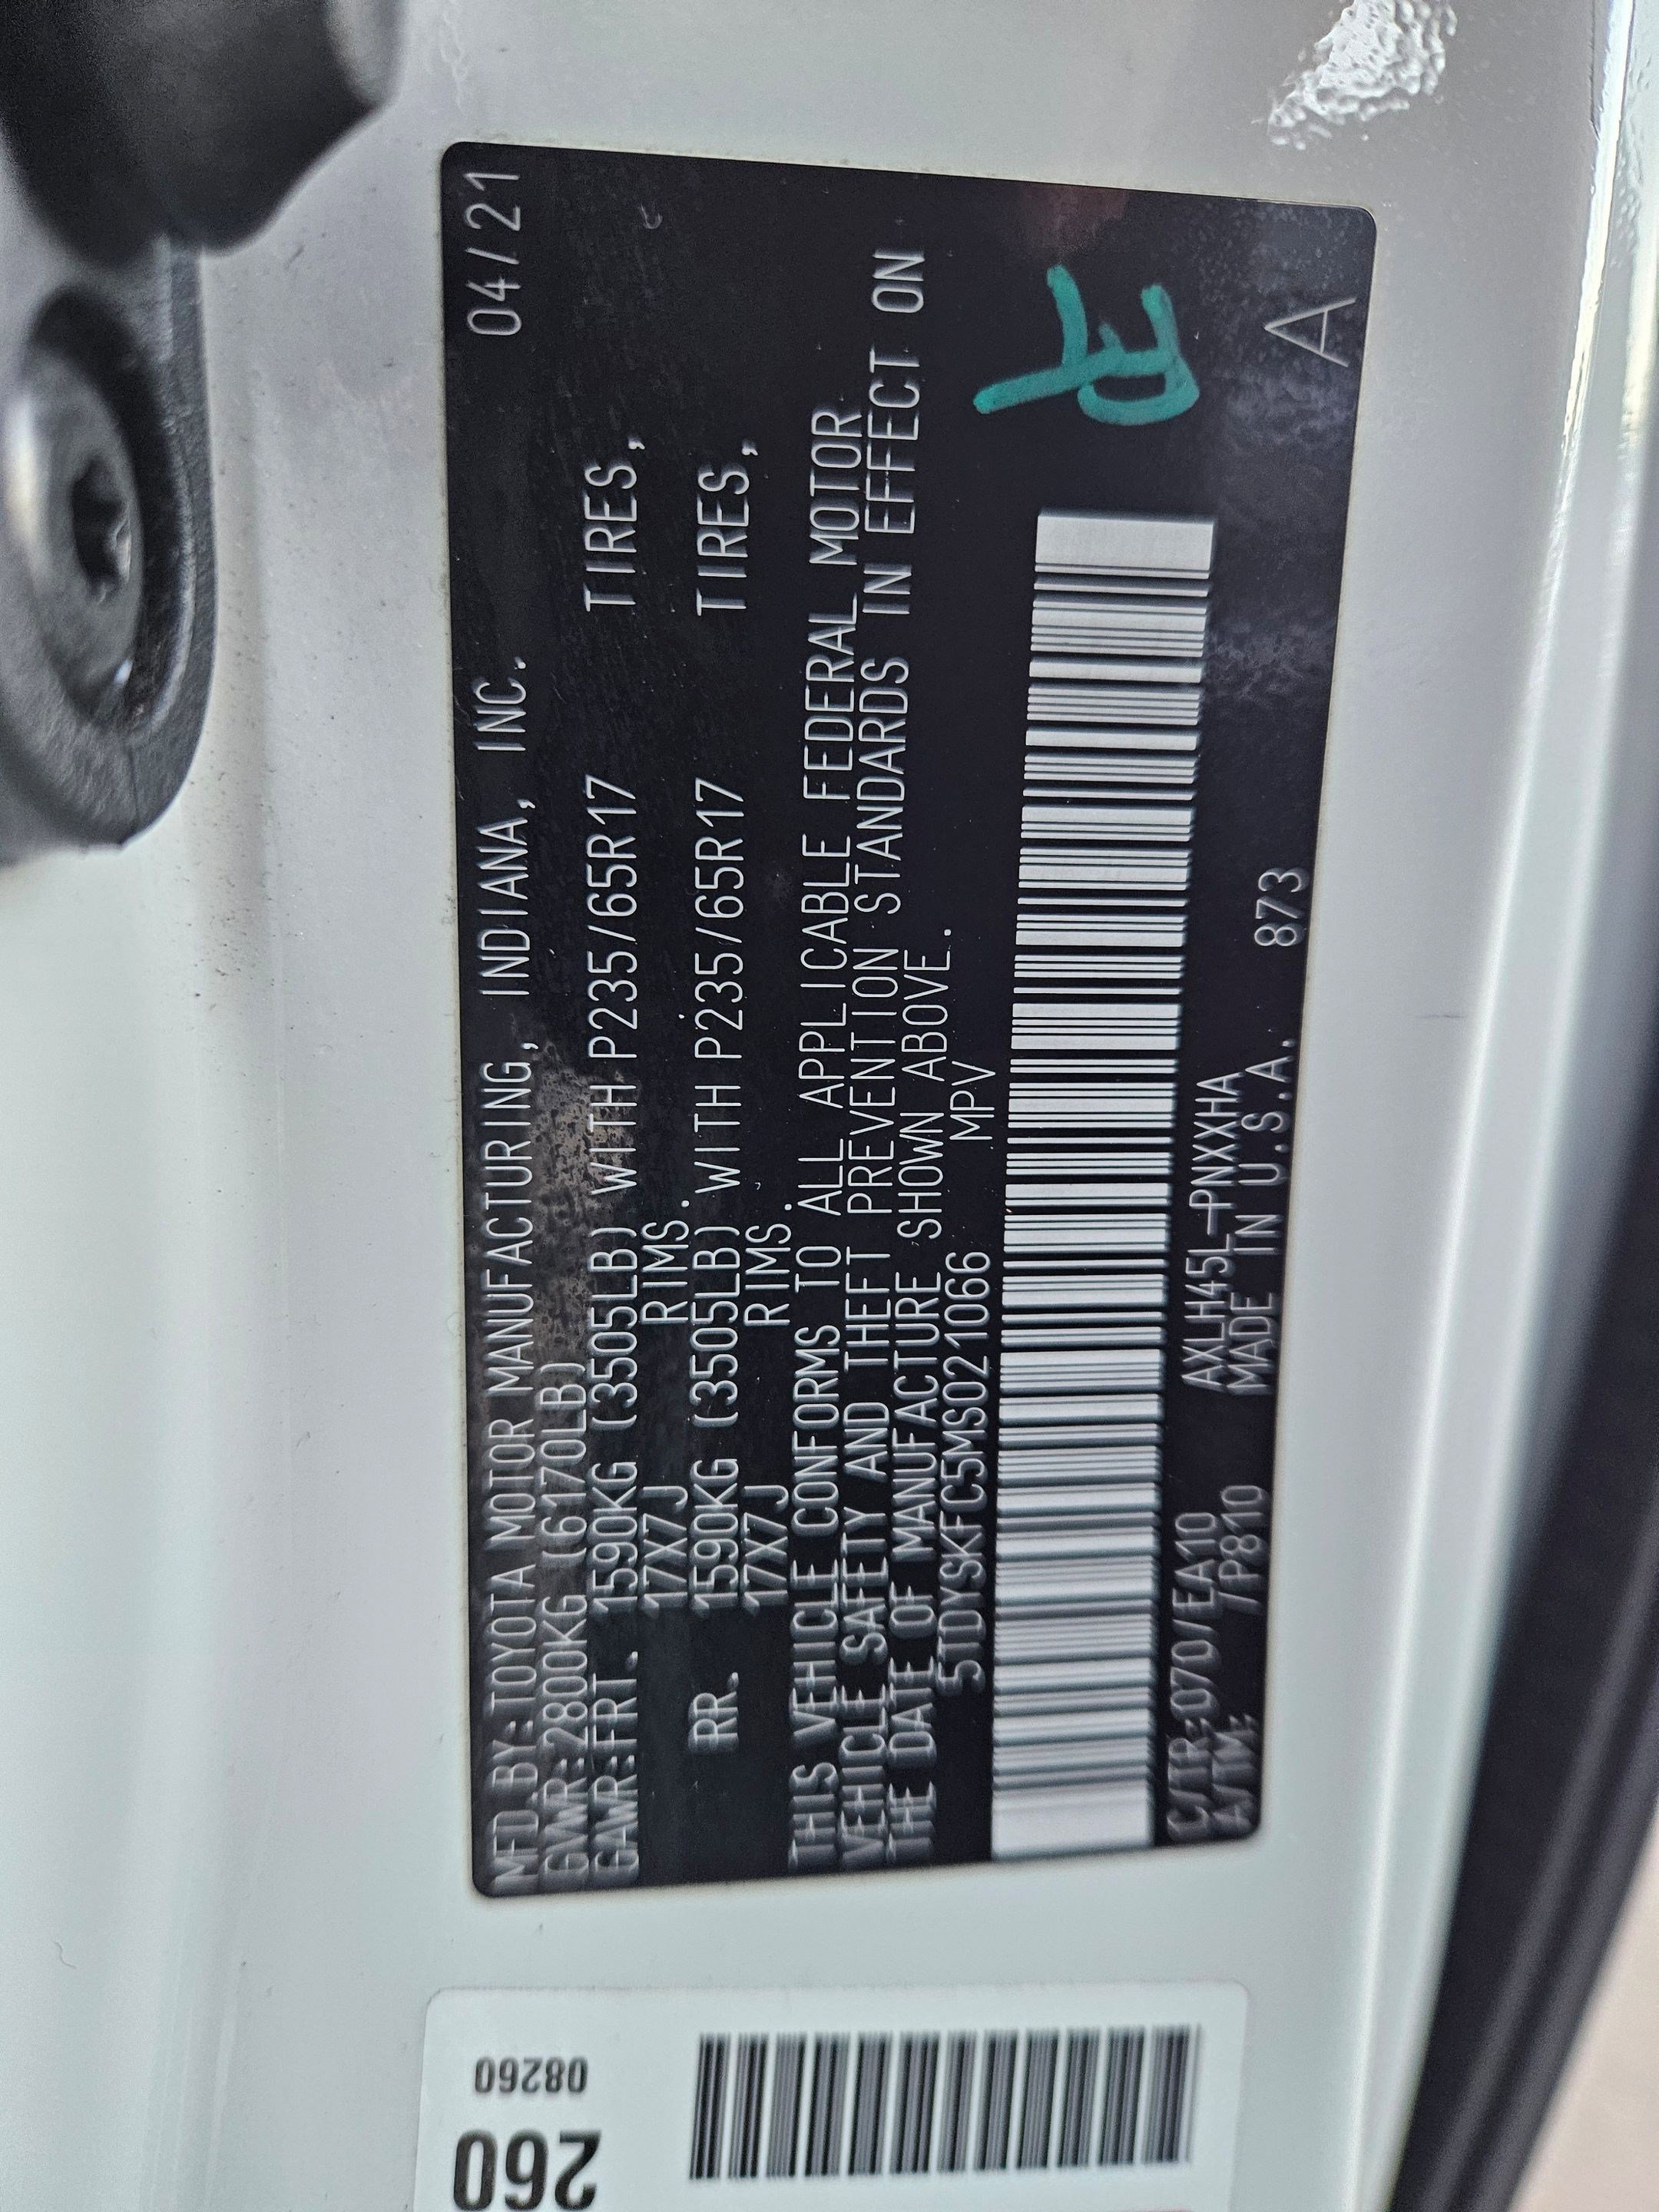 MFD BY:TOYOTA MOTOR MANUFACTURING, INDIANA, INC. 04/21
GVWR:2800KG (6170LB)
GAWR:FRT. 1590KG (3505LB) WITH P235/65R17 TIRES,
17X7J RIMS.
RR. 1590KG (3505LB) WITH P235/65R17 TIRES,
17X7J RIMS.
THIS VEHICLE CONFORMS TO ALL APPLICABLE FEDERAL MOTOR
VEHICLE SAFETY AND THEFT PREVENTION STANDARDS IN EFFECT ON
THE DATE OF MANUFACTURE SHOWN ABOVE.
5TDYSKFC5MS021066 MPV
C/TR:070/EA10 AXLH45L-PNXXHA
A/TM: /P810 MADE IN U.S.A. 873
A
08260
260